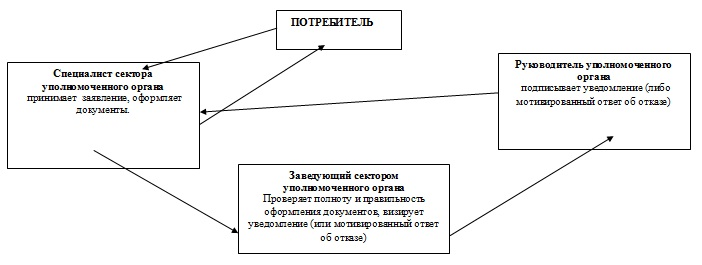 ПОТРЕБИТЕЛЬ
Специалист сектора
уполномоченного органа
принимает заявление, оформляет
документы.
Руководитель уполномоченного
органа
подписывает уведомление (либо
мотивированный ответ об отказе)
Заведующий сектором
уполномоченного органа
Проверяет полноту и правильность
оформления документов, визирует
уведомление (или мотивированный ответ
об отказе)